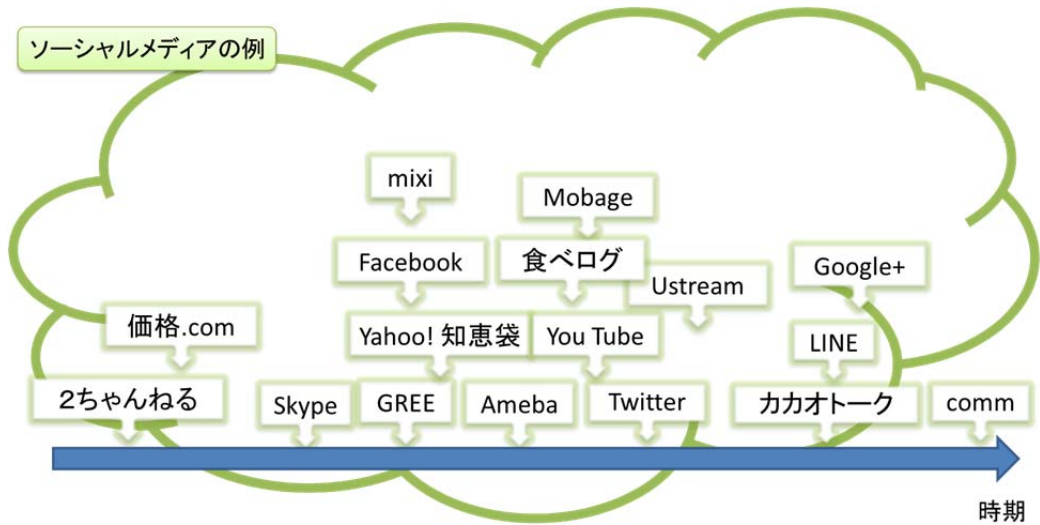 ソーシャルメディアの例
mixi
Mobage
Facebook
食べログ
Google+
Ustream
価格.com
Yahoo! 知恵袋
You Tube
LINE
2ちゃんねる
Skype
GREE
Ameba
Twitter
カカオトーク
comm
時期